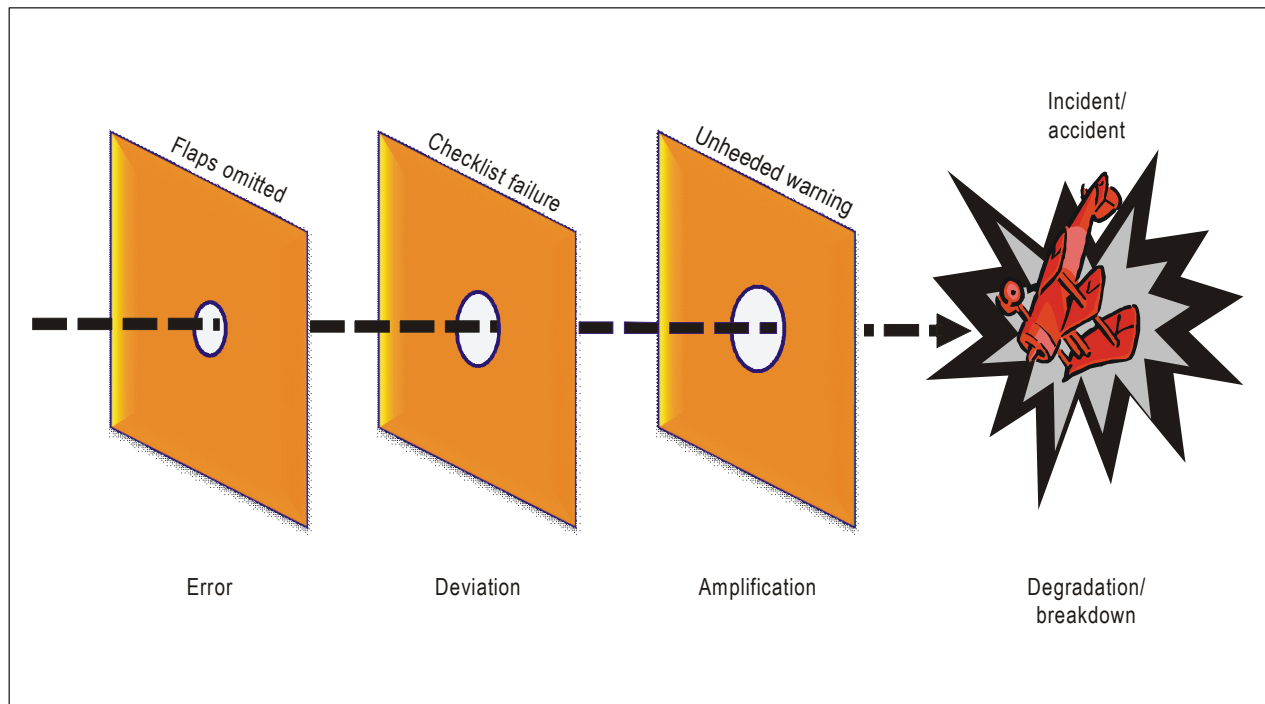 Flaps omitted
Checklist failure
Unheeded warning
Incident/
accident
Error
Deviation
Amplification
Degradation/
breakdown